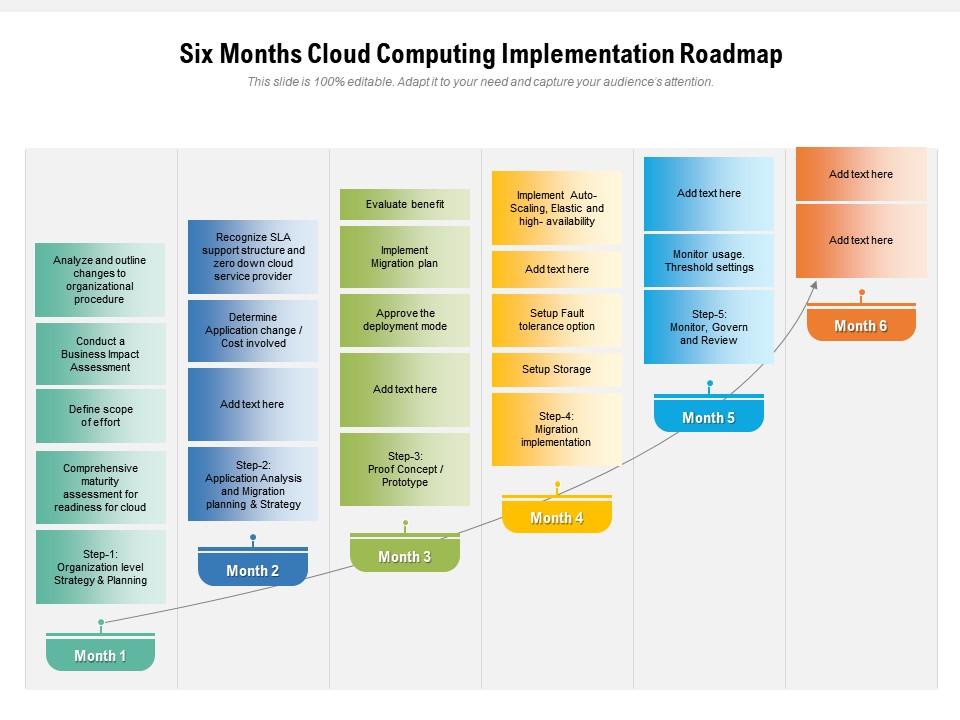 Six Months Cloud Computing Implementation Roadmap
This slide is 100% editable. Adapt it to your need and capture your audience's attention.
Analyze and outline
changes to
organizational
procedure
Conduct a
Business Impact
Assessment
Define scope
of effort
Comprehensive
maturity
assessment for
readiness for cloud
Step-1:
Organization level
Strategy & Planning
Month 1
Recognize SLA
support structure and
zero down cloud
service provider
Determine
Application change /
Cost involved
Add text here
Step-2:
Application Analysis
and Migration
planning & Strategy
Month 2
Evaluate benefit
Implement
Migration plan
Approve the
deployment mode
Add text here
Step-3:
Proof Concept /
Prototype
Month 3
Implement Auto-
Scaling, Elastic and
high- availability
Add text here
Setup Fault
tolerance option
Setup Storage
Step-4:
Migration
implementation
Month 4
Add text here
Monitor usage.
Threshold settings
Step-5:
Monitor, Govern
and Review
Month 5
Add text here
Add text here
Month 6